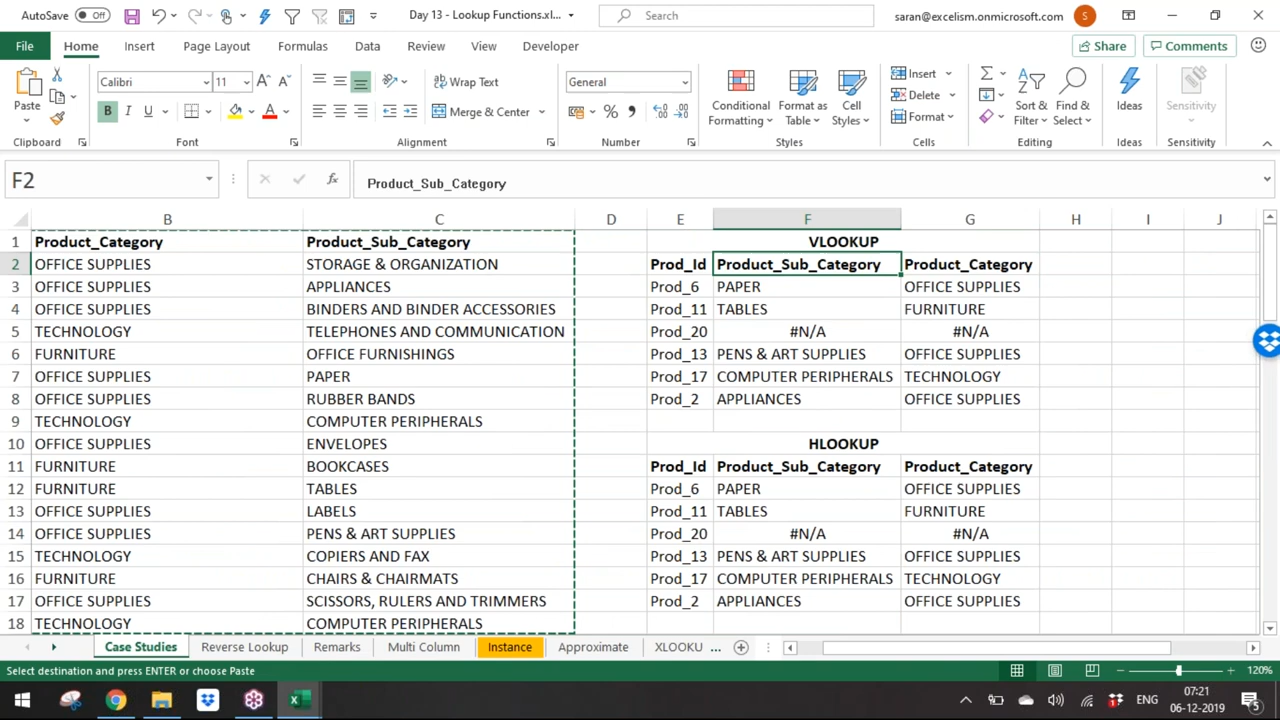 AutoSave Off Day 13 - Lookup Functions.xl... Search saran@excelism.onmicrosoft.com S
File Home Insert Page Layout Formulas Data Review View Developer Share Comments
Paste Calibri 11 Wrap Text General Conditional Formatting Format as Table Cell Styles Insert Sort & Filter Find & Select Ideas Sensitivity
B I U Merge & Center % Delete
Format
Clipboard Font Alignment Number Styles Cells Editing Ideas Sensitivity
F2 fx Product_Sub_Category
B C D E F G H I J
1 Product_Category Product_Sub_Category VLOOKUP
2 OFFICE SUPPLIES STORAGE & ORGANIZATION Prod_Id Product_Sub_Category Product_Category
3 OFFICE SUPPLIES APPLIANCES Prod_6 PAPER OFFICE SUPPLIES
4 OFFICE SUPPLIES BINDERS AND BINDER ACCESSORIES Prod_11 TABLES FURNITURE
5 TECHNOLOGY TELEPHONES AND COMMUNICATION Prod_20 #N/A #N/A
6 FURNITURE OFFICE FURNISHINGS Prod_13 PENS & ART SUPPLIES OFFICE SUPPLIES
7 OFFICE SUPPLIES PAPER Prod_17 COMPUTER PERIPHERALS TECHNOLOGY
8 OFFICE SUPPLIES RUBBER BANDS Prod_2 APPLIANCES OFFICE SUPPLIES
9 TECHNOLOGY COMPUTER PERIPHERALS
10 OFFICE SUPPLIES ENVELOPES HLOOKUP
11 FURNITURE BOOKCASES Prod_Id Product_Sub_Category Product_Category
12 FURNITURE TABLES Prod_6 PAPER OFFICE SUPPLIES
13 OFFICE SUPPLIES LABELS Prod_11 TABLES FURNITURE
14 OFFICE SUPPLIES PENS & ART SUPPLIES Prod_20 #N/A #N/A
15 TECHNOLOGY COPIERS AND FAX Prod_13 PENS & ART SUPPLIES OFFICE SUPPLIES
16 FURNITURE CHAIRS & CHAIRMATS Prod_17 COMPUTER PERIPHERALS TECHNOLOGY
17 OFFICE SUPPLIES SCISSORS, RULERS AND TRIMMERS Prod_2 APPLIANCES OFFICE SUPPLIES
18 TECHNOLOGY COMPUTER PERIPHERALS
Case Studies Reverse Lookup Remarks Multi Column Instance Approximate XLOOKU ...
Select destination and press ENTER or choose Paste 120%
ENG 07:21 06-12-2019 5